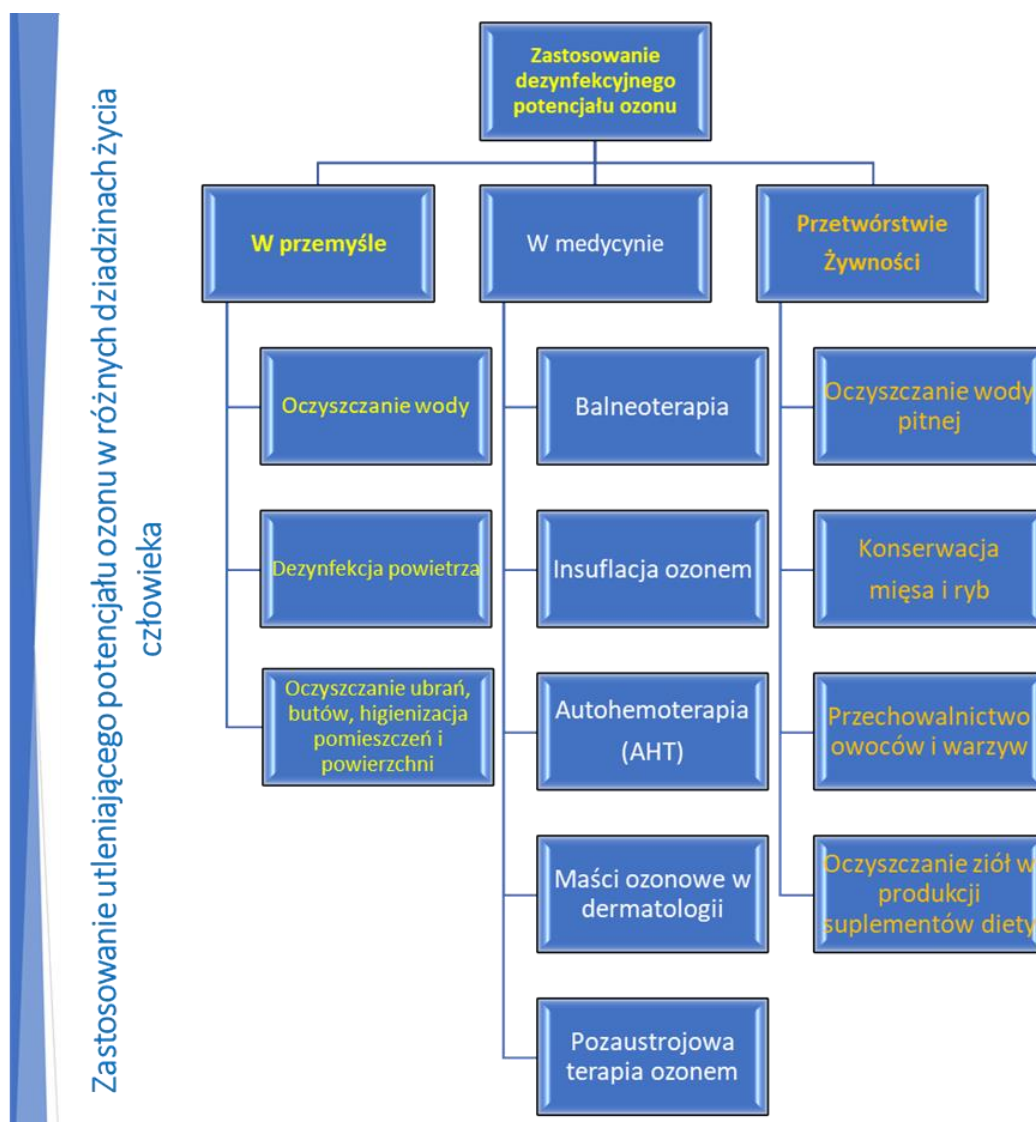 Zastosowanie utleniającego potencjału ozonu w różnych dziadzinach życia
człowieka
Zastosowanie
dezynfekcyjnego
potencjału ozonu
W przemyśle
Oczyszczanie wody
Dezynfekcja powietrza
Oczyszczanie ubrań,
butów, higienizacja
pomieszczeń i
powierzchni
W medycynie
Balneoterapia
Insuflacja ozonem
Autohemoterapia
(AHT)
Maści ozonowe w
dermatologii
Pozaustrojowa
terapia ozonem
Przetwórstwie
Żywności
Oczyszczanie wody
pitnej
Konserwacja
mięsa i ryb
Przechowalnictwo
owoców i warzyw
Oczyszczanie ziół w
produkcji
suplementów diety